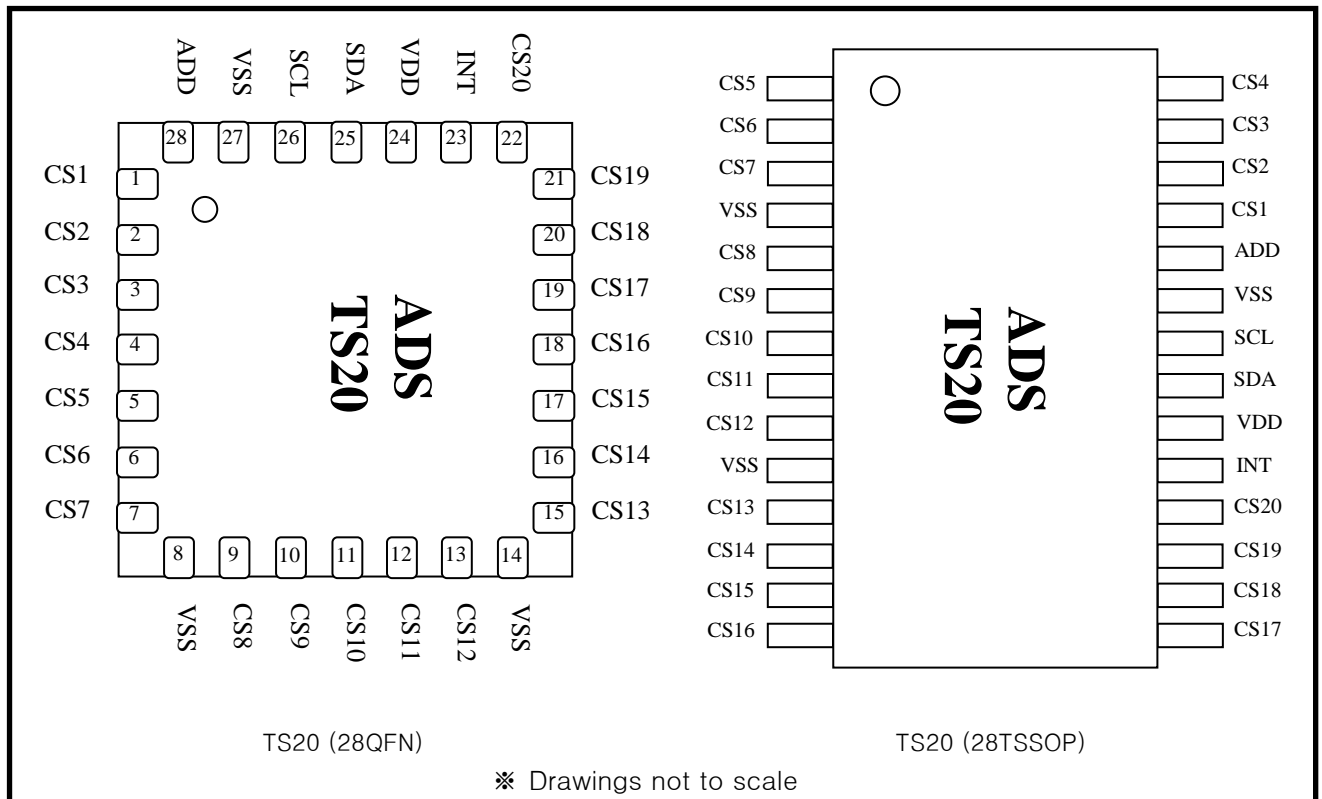 ADD VSS SCL SDA VDD INT CS20
28 27 26 25 24 23 22
CS1 1 21 CS19
CS2 2 20 CS18
CS3 3 19 CS17
CS4 4 18 CS16
CS5 5 17 CS15
CS6 6 16 CS14
CS7 7 15 CS13
ADS
TS20
8 9 10 11 12 13 14
VSS CS8 CS9 CS10 CS11 CS12 VSS
TS20 (28QFN)
CS5 CS4
CS6 CS3
CS7 CS2
VSS CS1
CS8 ADD
CS9 VSS
CS10 SCL
CS11 SDA
CS12 VDD
VSS INT
CS13 CS20
CS14 CS19
CS15 CS18
CS16 CS17
ADS
TS20
TS20 (28TSSOP)
※ Drawings not to scale